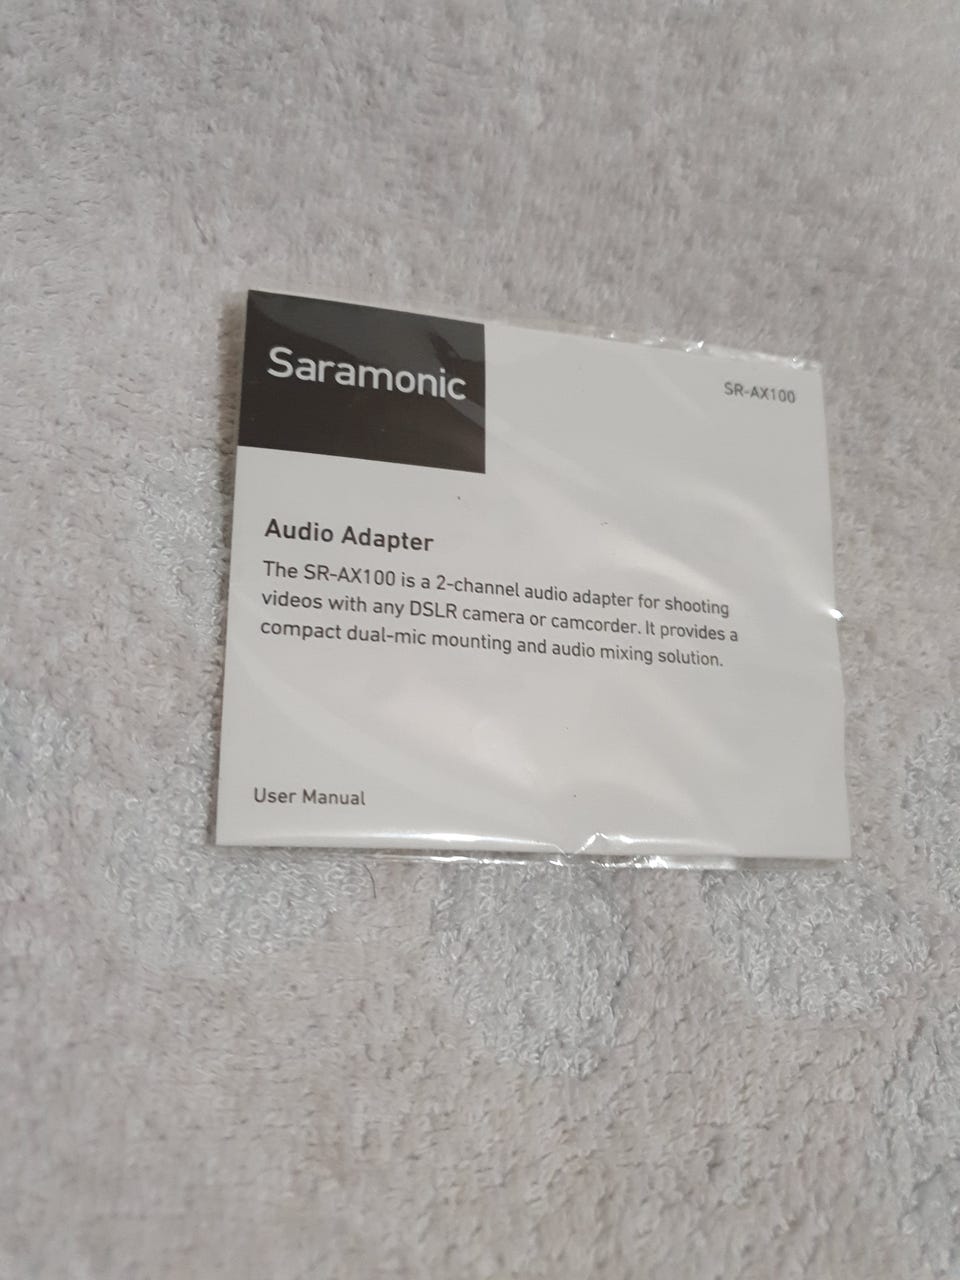 Saramonic
SR-AX100
Audio Adapter
The SR-AX100 is a 2-channel audio adapter for shooting
videos with any DSLR camera or camcorder. It provides a
compact dual-mic mounting and audio mixing solution.
User Manual